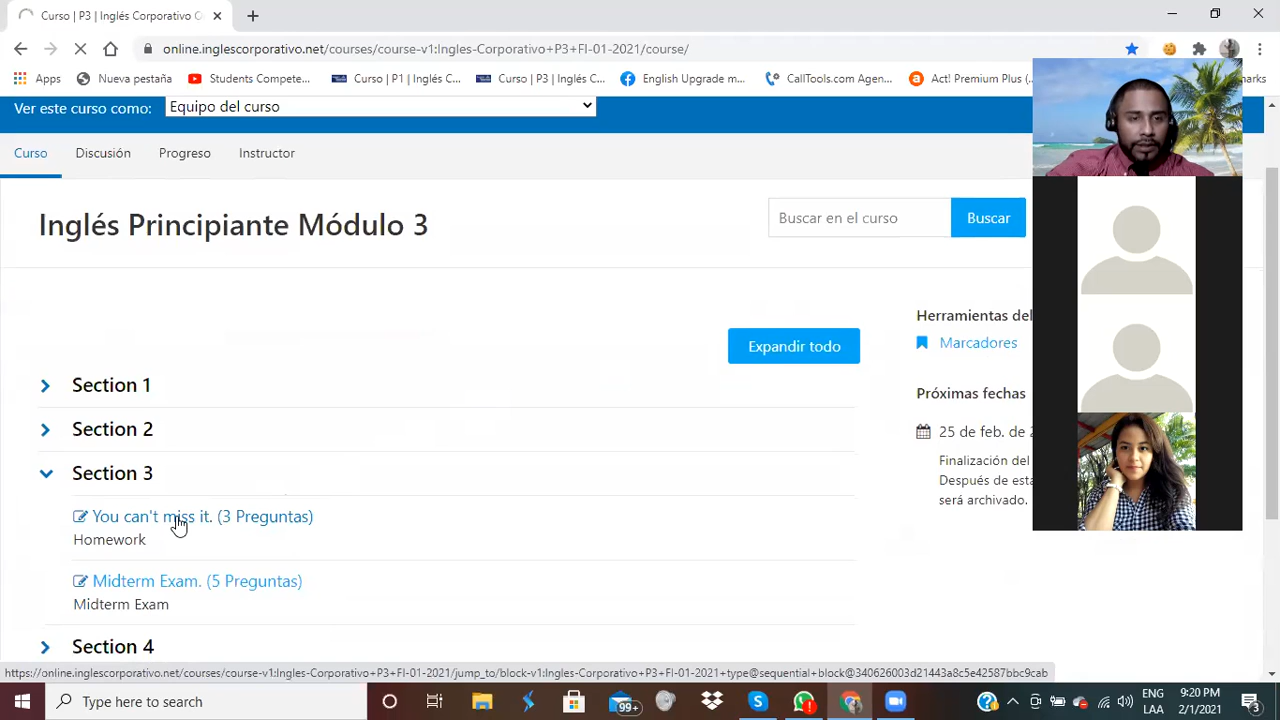 Curso | P3 | Inglés Corporativo C
online.inglescorporativo.net/courses/course-v1:Ingles-Corporativo+P3+FI-01-2021/course/
Apps
Nueva pestaña
Students Compete...
Curso | P1 | Inglés C...
Curso | P3 | Inglés C...
English Upgrade m...
CallTools.com Agen...
Act! Premium Plus (...
Ver este curso como:
Equipo del curso
Curso
Discusión
Progreso
Instructor
Inglés Principiante Módulo 3
Buscar en el curso
Buscar
Herramientas del
Expandir todo
Marcadores
Section 1
Próximas fechas
Section 2
25 de feb. de 2
Finalización del
Section 3
Después de esta
será archivado.
You can't miss it. (3 Preguntas)
Homework
Midterm Exam. (5 Preguntas)
Midterm Exam
Section 4
https://online.inglescorporativo.net/courses/course-v1:Ingles-Corporativo+P3+FI-01-2021/jump_to/block-v1:Ingles-Corporativo+P3+FI-01-2021+type@sequential+block@340626003d21443a8c5e42587bbc9cab
Type here to search
99+
ENG
LAA
9:20 PM
2/1/2021
3